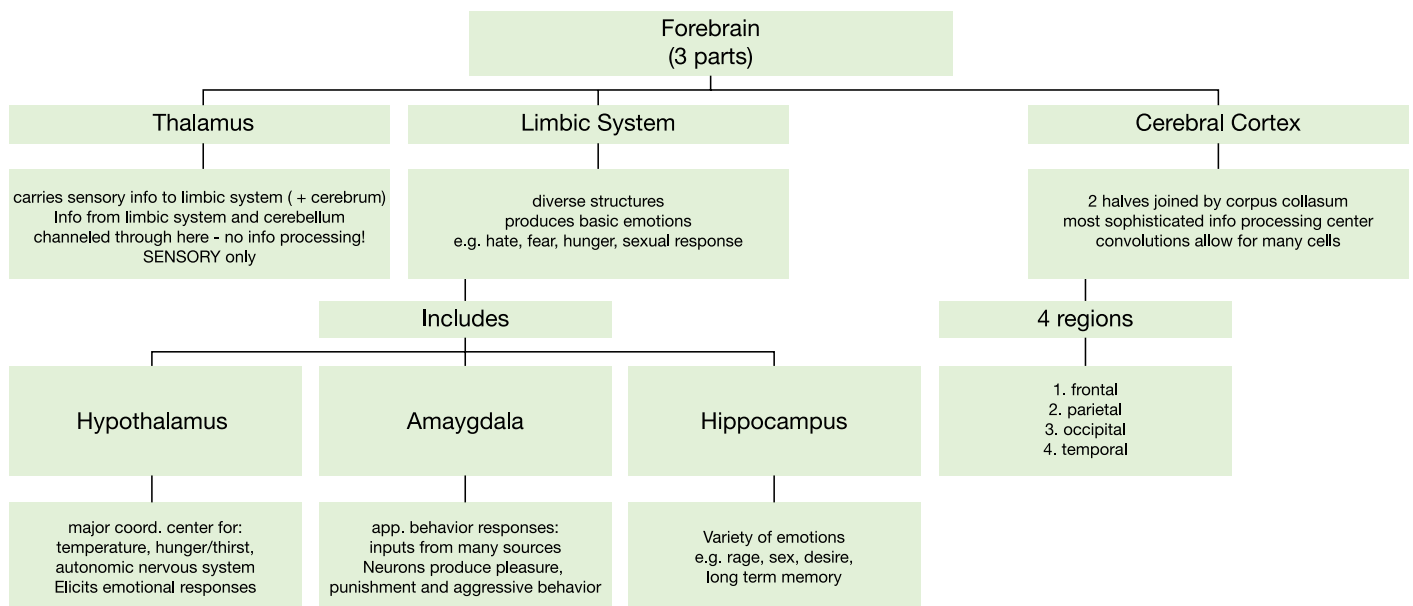 Forebrain
(3 parts)
Thalamus
Limbic System
Cerebral Cortex
carries sensory info to limbic system ( + cerebrum)
Info from limbic system and cerebellum
channeled through here - no info processing!
SENSORY only
diverse structures
produces basic emotions
e.g. hate, fear, hunger, sexual response
2 halves joined by corpus collasum
most sophisticated info processing center
convolutions allow for many cells
Includes
4 regions
Hypothalamus
Amaygdala
Hippocampus
1. frontal
2. parietal
3. occipital
4. temporal
major coord. center for:
temperature, hunger/thirst,
autonomic nervous system
Elicits emotional responses
app. behavior responses:
inputs from many sources
Neurons produce pleasure,
punishment and aggressive behavior
Variety of emotions
e.g. rage, sex, desire,
long term memory